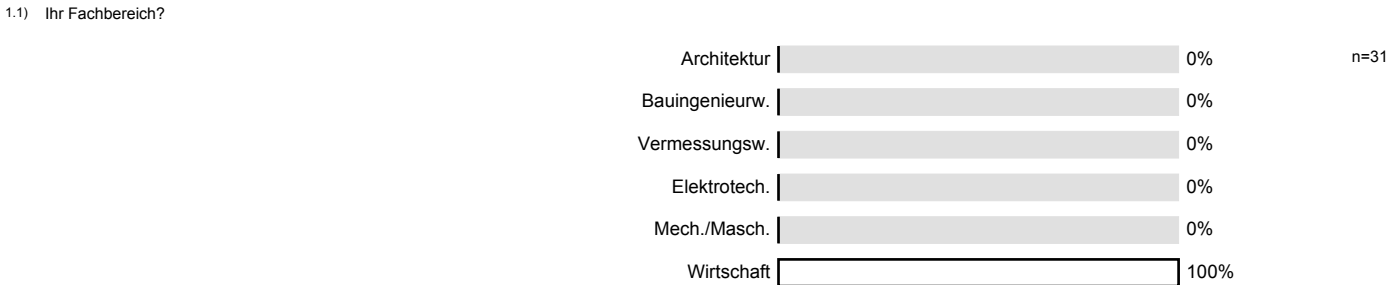 1.1) Ihr Fachbereich?
Architektur 0% n=31
Bauingenieurw. 0%
Vermessungsw. 0%
Elektrotech. 0%
Mech./Masch. 0%
Wirtschaft 100%